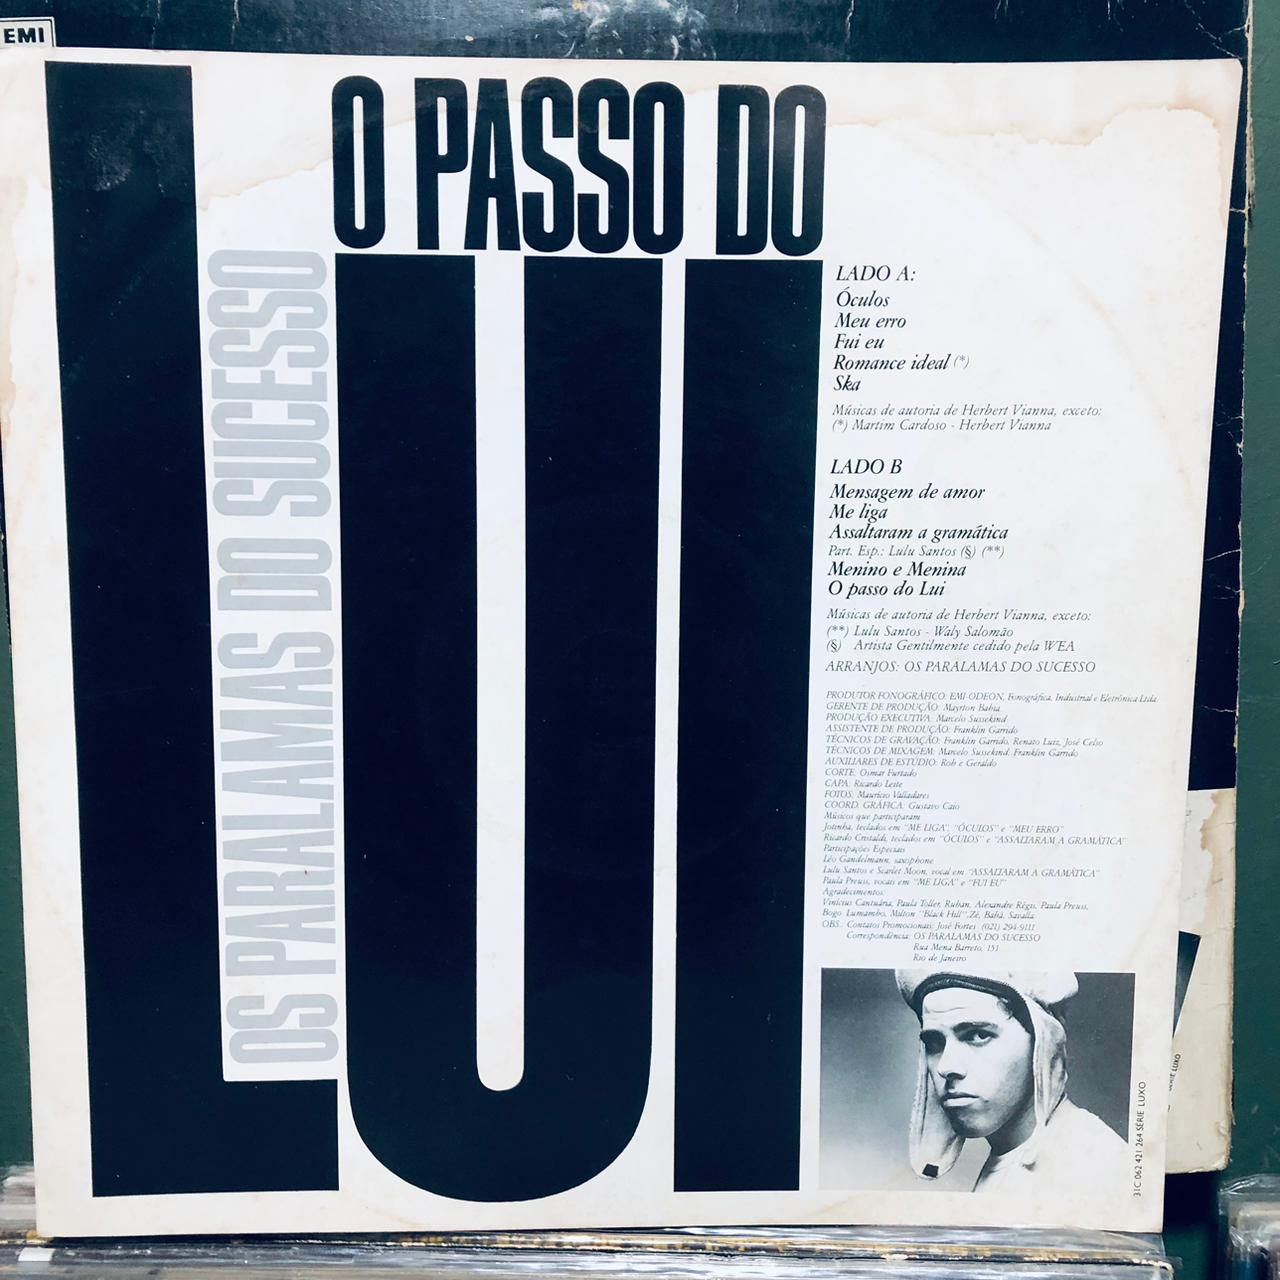 EMI
O PASSO DO
LUI
OS PARALAMAS DO SUCESSO
LADO A:
Óculos
Meu erro
Fui eu
Romance ideal (*)
Ska
Músicas de autoria de Herbert Vianna, exceto:
(*) Martim Cardoso - Herbert Vianna
LADO B
Mensagem de amor
Me liga
Assaltaram a gramática
Part. Esp.: Lulu Santos (§) (**)
Menino e Menina
O passo do Lui
Músicas de autoria de Herbert Vianna, exceto:
(**) Lulu Santos - Waly Salomão
(§) Artista Gentilmente cedido pela WEA
ARRANJOS: OS PARALAMAS DO SUCESSO
PRODUTOR FONOGRÁFICO: EMI-ODEON, Fonográfica, Industrial e Eletrônica Ltda.
GERENTE DE PRODUÇÃO: Mayrton Bahia
PRODUÇÃO EXECUTIVA: Marcelo Sussekind
ASSISTENTE DE PRODUÇÃO: Franklin Garrido
TÉCNICOS DE GRAVAÇÃO: Franklin Garrido, Renato Luiz, José Celso
TÉCNICOS DE MIXAGEM: Marcelo Sussekind, Franklin Garrido
AUXILIARES DE ESTÚDIO: Rob e Geraldo
CORTE: Osmar Furtado
CAPA: Ricardo Leite
FOTOS: Maurício Valladares
COORD. GRÁFICA: Gustavo Caio
Músicos que participaram
Jotinha, teclados em "ME LIGA", "ÓCULOS" e "MEU ERRO"
Ricardo Cristaldi, teclados em "ÓCULOS" e "ASSALTARAM A GRAMÁTICA"
Participações Especiais
Léo Gandelmann, saxophone
Lulu Santos e Scarlet Moon, vocal em "ASSALTARAM A GRAMÁTICA"
Paula Preuss, vocais em "ME LIGA" e "FUI EU"
Agradecimentos:
Vinícius Cantuária, Paula Toller, Ruban, Alexandre Régis, Paula Preuss,
Bogo Lumambo, Milton "Black Hill", Zé, Bahã, Savalla
OBS.: Contatos Promocionais: José Fortes (021) 294-9111
Correspondência: OS PARALAMAS DO SUCESSO
Rua Mena Barreto, 151
Rio de Janeiro
31C 062 421 264 SÉRIE LUXO
SÉRIE LUXO